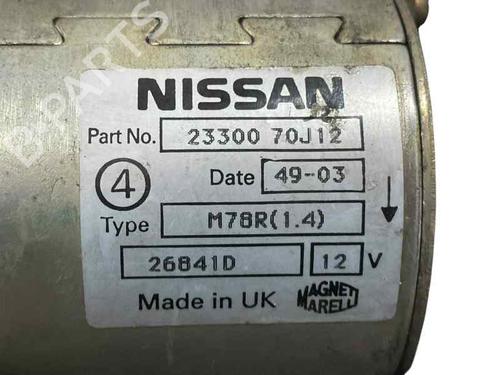 B-PARTS
NISSAN
Part No. 23300 70J12
4 Date 49-03
Type M78R(1.4)
26841D 12 V
Made in UK MAGNETI MARELLI